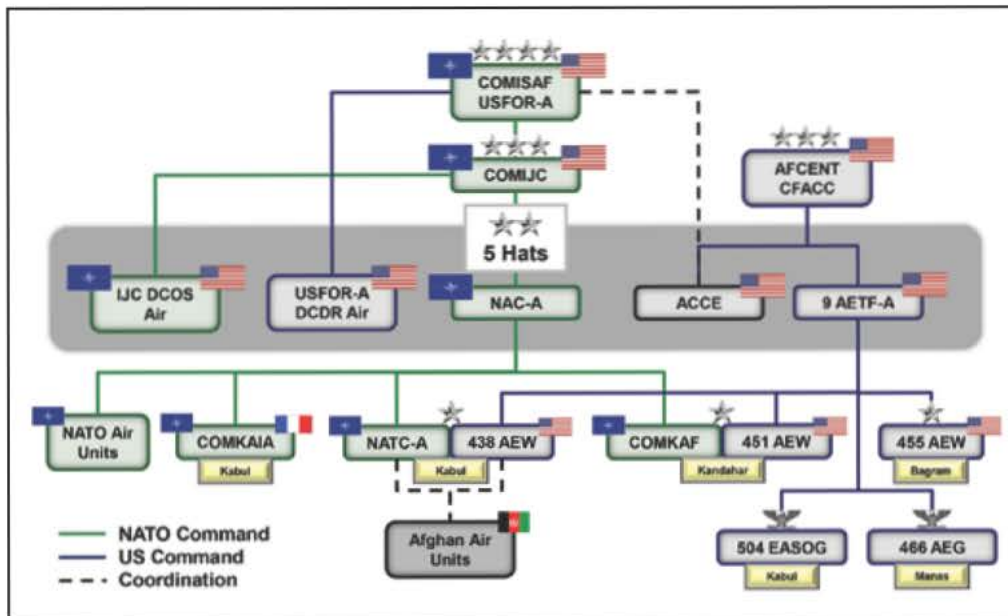 COMISAF
USFOR-A
COMIJC
AFCENT
CFACC
5 Hats
IJC DCOS
Air
USFOR-A
DCDR Air
NAC-A
ACCE
9 AETF-A
NATO Air
Units
COMKAIA
Kabul
NATC-A
438 AEW
Kabul
COMKAF
451 AEW
Kandahar
455 AEW
Bagram
Afghan Air
Units
504 EASOG
Kabul
466 AEG
Manas
NATO Command
US Command
Coordination